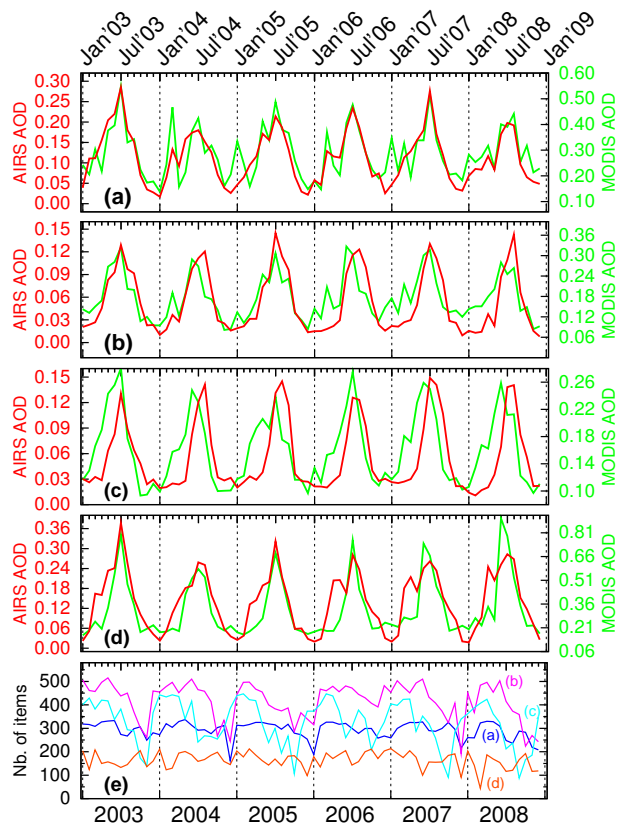 Jan'03 Jul'03 Jan'04 Jul'04 Jan'05 Jul'05 Jan'06 Jul'06 Jan'07 Jul'07 Jan'08 Jul'08 Jan'09
AIRS AOD
0.30
0.25
0.20
0.15
0.10
0.05
0.00
(a)
0.60
0.50
0.40
0.30
0.20
0.10
MODIS AOD
AIRS AOD
0.15
0.12
0.09
0.06
0.03
0.00
(b)
0.36
0.30
0.24
0.18
0.12
0.06
MODIS AOD
AIRS AOD
0.15
0.12
0.09
0.06
0.03
0.00
(c)
0.26
0.22
0.18
0.14
0.10
MODIS AOD
AIRS AOD
0.36
0.30
0.24
0.18
0.12
0.06
0.00
(d)
0.81
0.66
0.51
0.36
0.21
0.06
MODIS AOD
Nb. of items
500
400
300
200
100
0
(e)
(b)
(c)
(a)
(d)
2003 2004 2005 2006 2007 2008